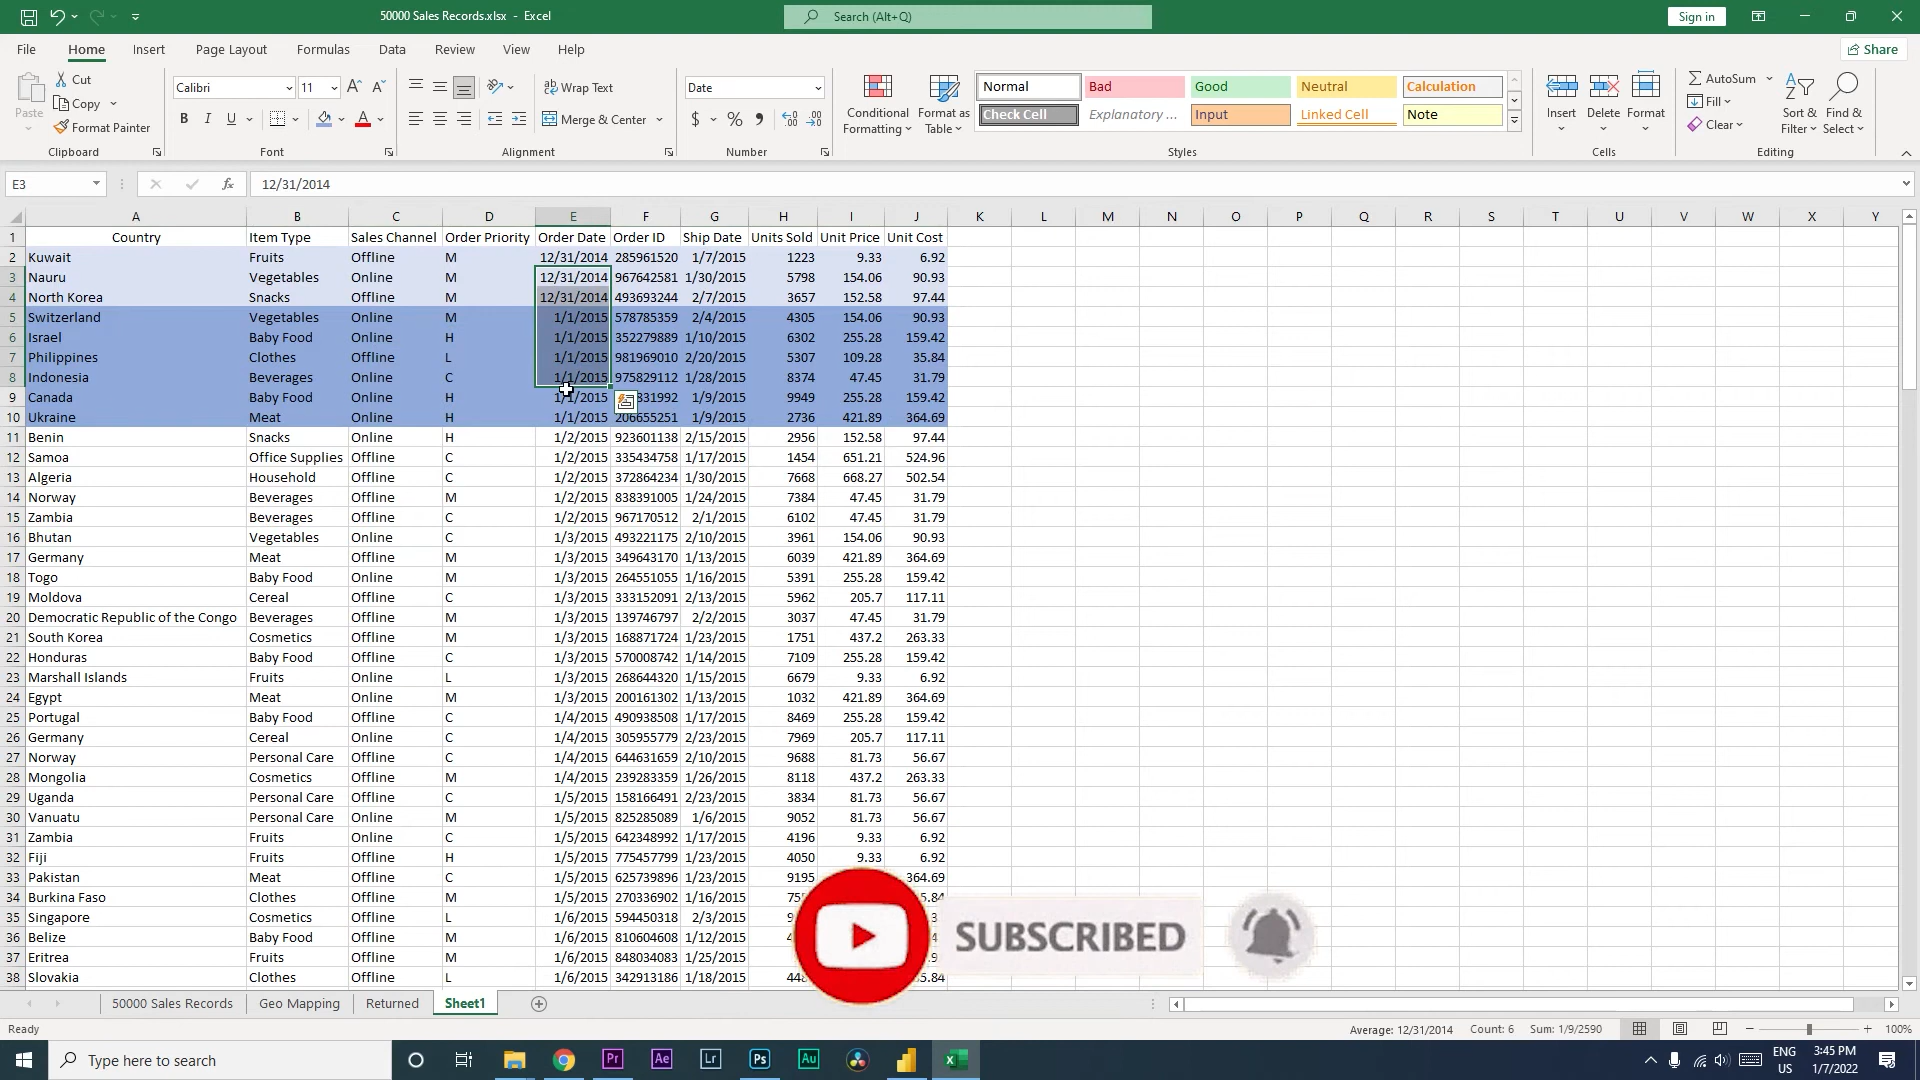 50000 Sales Records.xlsx - Excel
Search (Alt+Q)
Sign in
File Home Insert Page Layout Formulas Data Review View Help
Share
Paste
Cut
Copy
Format Painter
Clipboard
Calibri 11
B I U
Font
Wrap Text
Merge & Center
Alignment
Date
$ % ,
Number
Conditional Formatting
Format as Table
Normal Bad Good Neutral Calculation
Check Cell Explanatory ... Input Linked Cell Note
Styles
Insert Delete Format
Cells
AutoSum
Fill
Clear
Sort & Filter
Find & Select
Editing
E3 fx 12/31/2014
A B C D E F G H I J K L M N O P Q R S T U V W X Y
1 Country Item Type Sales Channel Order Priority Order Date Order ID Ship Date Units Sold Unit Price Unit Cost
2 Kuwait Fruits Offline M 12/31/2014 285961520 1/7/2015 1223 9.33 6.92
3 Nauru Vegetables Online M 12/31/2014 967642581 1/30/2015 5798 154.06 90.93
4 North Korea Snacks Offline M 12/31/2014 493693244 2/7/2015 3657 152.58 97.44
5 Switzerland Vegetables Online M 1/1/2015 578785359 2/4/2015 4305 154.06 90.93
6 Israel Baby Food Online H 1/1/2015 352279889 1/10/2015 6302 255.28 159.42
7 Philippines Clothes Offline L 1/1/2015 981969010 2/20/2015 5307 109.28 35.84
8 Indonesia Beverages Online C 1/1/2015 975829112 1/28/2015 8374 47.45 31.79
9 Canada Baby Food Online H 1/1/2015 331992 1/9/2015 9949 255.28 159.42
10 Ukraine Meat Online H 1/1/2015 206655251 1/9/2015 2736 421.89 364.69
11 Benin Snacks Online H 1/2/2015 923601138 2/15/2015 2956 152.58 97.44
12 Samoa Office Supplies Offline C 1/2/2015 335434758 1/17/2015 1454 651.21 524.96
13 Algeria Household Offline C 1/2/2015 372864234 1/30/2015 7668 668.27 502.54
14 Norway Beverages Offline M 1/2/2015 838391005 1/24/2015 7384 47.45 31.79
15 Zambia Beverages Offline C 1/2/2015 967170512 2/1/2015 6102 47.45 31.79
16 Bhutan Vegetables Online C 1/3/2015 493221175 2/10/2015 3961 154.06 90.93
17 Germany Meat Offline M 1/3/2015 349643170 1/13/2015 6039 421.89 364.69
18 Togo Baby Food Online M 1/3/2015 264551055 1/16/2015 5391 255.28 159.42
19 Moldova Cereal Offline C 1/3/2015 333152091 2/13/2015 5962 205.7 117.11
20 Democratic Republic of the Congo Beverages Offline M 1/3/2015 139746797 2/2/2015 3037 47.45 31.79
21 South Korea Cosmetics Offline M 1/3/2015 168871724 1/23/2015 1751 437.2 263.33
22 Honduras Baby Food Offline C 1/3/2015 570008742 1/14/2015 7109 255.28 159.42
23 Marshall Islands Fruits Online L 1/3/2015 268644320 1/15/2015 6679 9.33 6.92
24 Egypt Meat Online M 1/3/2015 200161302 1/13/2015 1032 421.89 364.69
25 Portugal Baby Food Offline C 1/4/2015 490938508 1/17/2015 8469 255.28 159.42
26 Germany Cereal Online C 1/4/2015 305955779 2/23/2015 7969 205.7 117.11
27 Norway Personal Care Offline C 1/4/2015 644631659 2/10/2015 9688 81.73 56.67
28 Mongolia Cosmetics Offline M 1/4/2015 239283359 1/26/2015 8118 437.2 263.33
29 Uganda Personal Care Offline C 1/5/2015 158166491 2/23/2015 3834 81.73 56.67
30 Vanuatu Personal Care Online M 1/5/2015 825285089 1/6/2015 9052 81.73 56.67
31 Zambia Fruits Online C 1/5/2015 642348992 1/17/2015 4196 9.33 6.92
32 Fiji Fruits Offline H 1/5/2015 775457799 1/23/2015 4050 9.33 6.92
33 Pakistan Meat Offline C 1/5/2015 625739896 1/23/2015 9195 364.69
34 Burkina Faso Clothes Offline M 1/5/2015 270336902 1/16/2015
35 Singapore Cosmetics Offline L 1/6/2015 594450318 2/3/2015
36 Belize Baby Food Offline M 1/6/2015 810604608 1/12/2015
37 Eritrea Fruits Offline M 1/6/2015 848034083 1/25/2015
38 Slovakia Clothes Offline L 1/6/2015 342913186 1/18/2015
SUBSCRIBED
50000 Sales Records Geo Mapping Returned Sheet1
Ready Average: 12/31/2014 Count: 6 Sum: 1/9/2590 100%
Type here to search
Pr Ae Lr Ps Au
ENG US
3:45 PM
1/7/2022